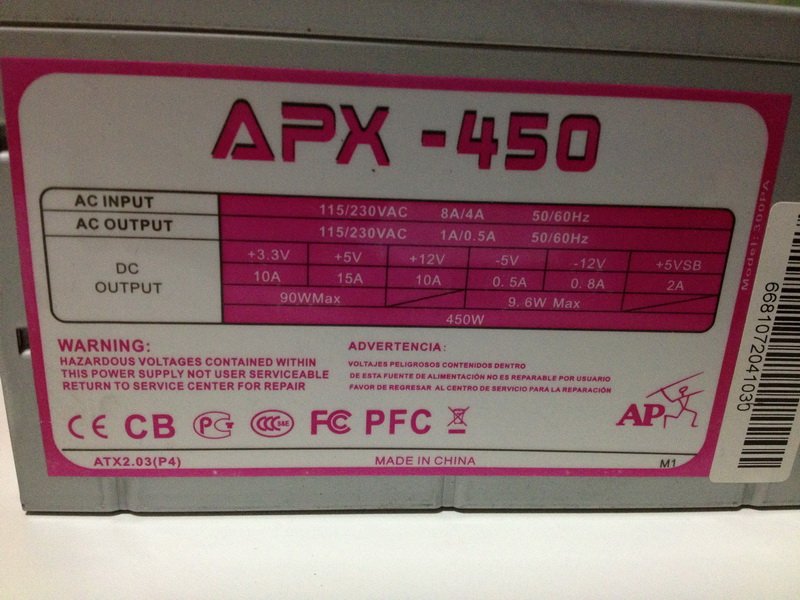 APX -450
AC INPUT 115/230VAC 8A/4A 50/60Hz
AC OUTPUT 115/230VAC 1A/0.5A 50/60Hz
DC OUTPUT
+3.3V +5V +12V -5V -12V +5VSB
10A 15A 10A 0.5A 0.8A 2A
90WMax 9.6W Max
450W
WARNING:
HAZARDOUS VOLTAGES CONTAINED WITHIN
THIS POWER SUPPLY NOT USER SERVICEABLE
RETURN TO SERVICE CENTER FOR REPAIR
ADVERTENCIA:
VOLTAJES PELIGROSOS CONTENIDOS DENTRO
DE ESTA FUENTE DE ALIMENTACIÓN NO ES REPARABLE POR USUARIO
FAVOR DE REGRESAR AL CENTRO DE SERVICIO PARA LA REPARACIÓN
CE CB PG CCC S&E FC PFC
AP
ATX2.03(P4) MADE IN CHINA M1
Model:300PA
6681072041030